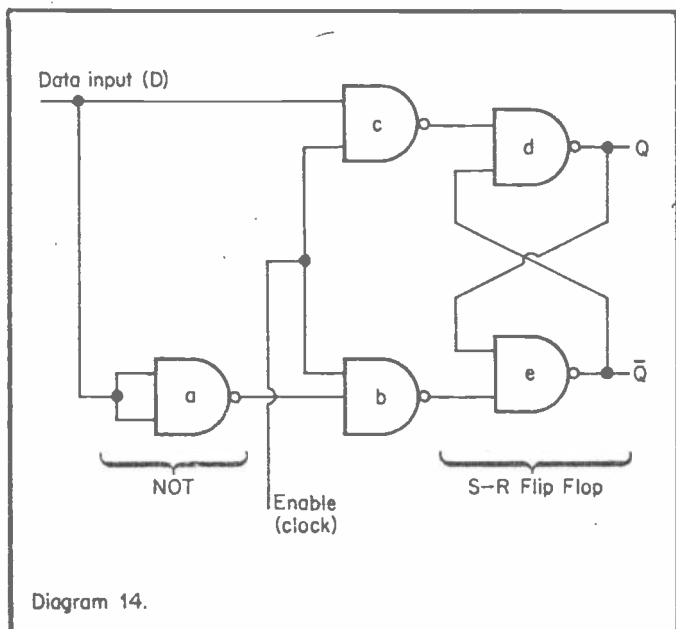 Data input (D)
c
d
Q
a
b
e
Q̄
NOT
Enable
(clock)
S-R Flip Flop
Diagram 14.